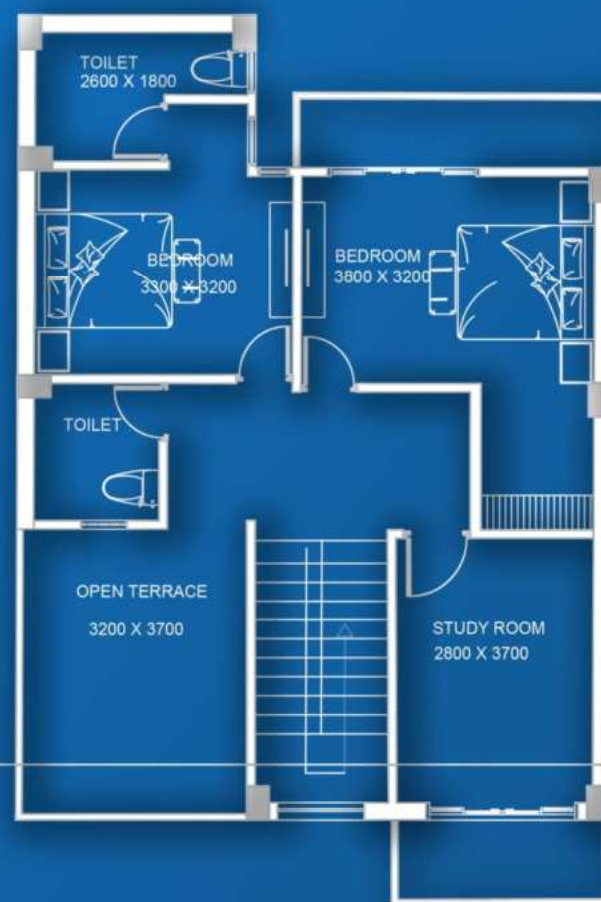 TOILET
2600 X 1800
BEDROOM
3300 X 3200
BEDROOM
3800 X 3200
TOILET
OPEN TERRACE
3200 X 3700
STUDY ROOM
2800 X 3700